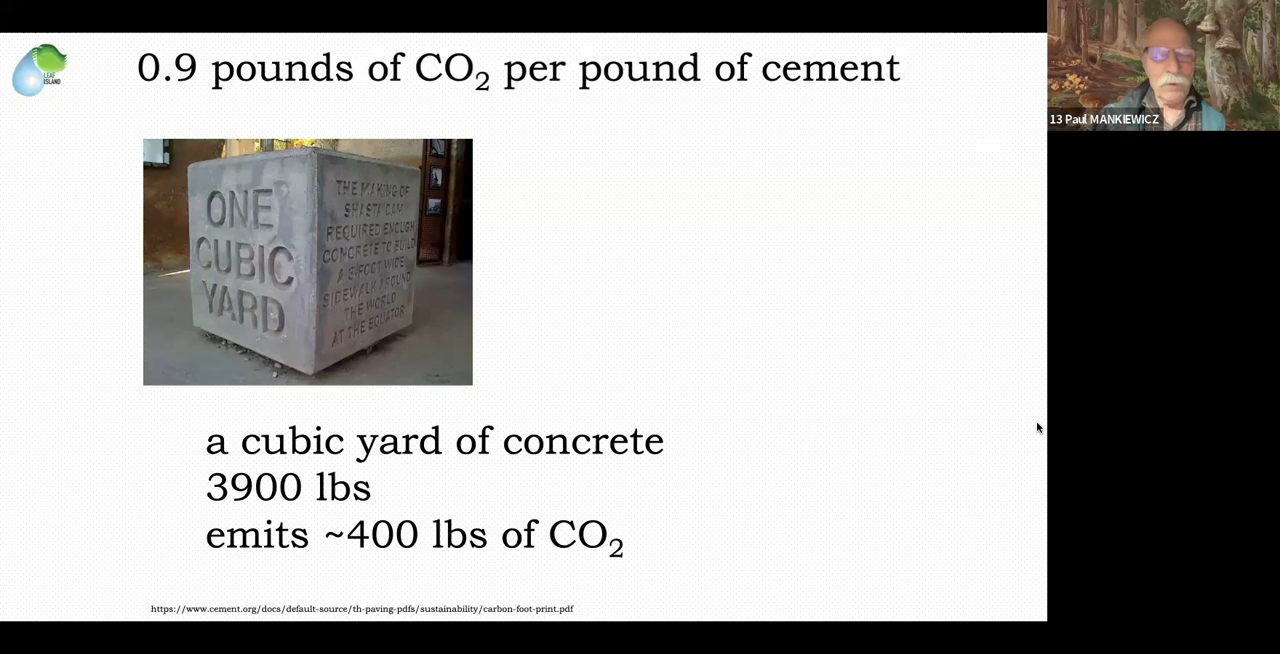 LEAF
ISLAND
0.9 pounds of CO₂ per pound of cement
ONE
CUBIC
YARD
THE MAKING OF
SHASTA DAM
REQUIRED ENOUGH
CONCRETE TO BUILD
A 3 FOOT WIDE
SIDEWALK AROUND
THE WORLD
AT THE EQUATOR
a cubic yard of concrete
3900 lbs
emits ~400 lbs of CO₂
https://www.cement.org/docs/default-source/th-paving-pdfs/sustainability/carbon-foot-print.pdf
13 Paul MANKIEWICZ